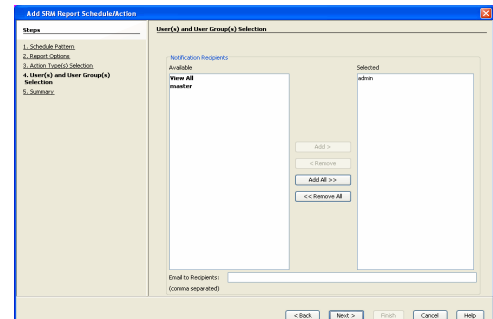 Add SRM Report Schedule/Action
Steps
1. Schedule Pattern
2. Report Options
3. Action Type(s) Selection
4. User(s) and User Group(s)
Selection
5. Summary
User(s) and User Group(s) Selection
Notification Recipients
Available
Selected
View All
master
admin
Add >
< Remove
Add All >>
<< Remove All
Email to Recipients:
(comma separated)
< Back
Next >
Finish
Cancel
Help